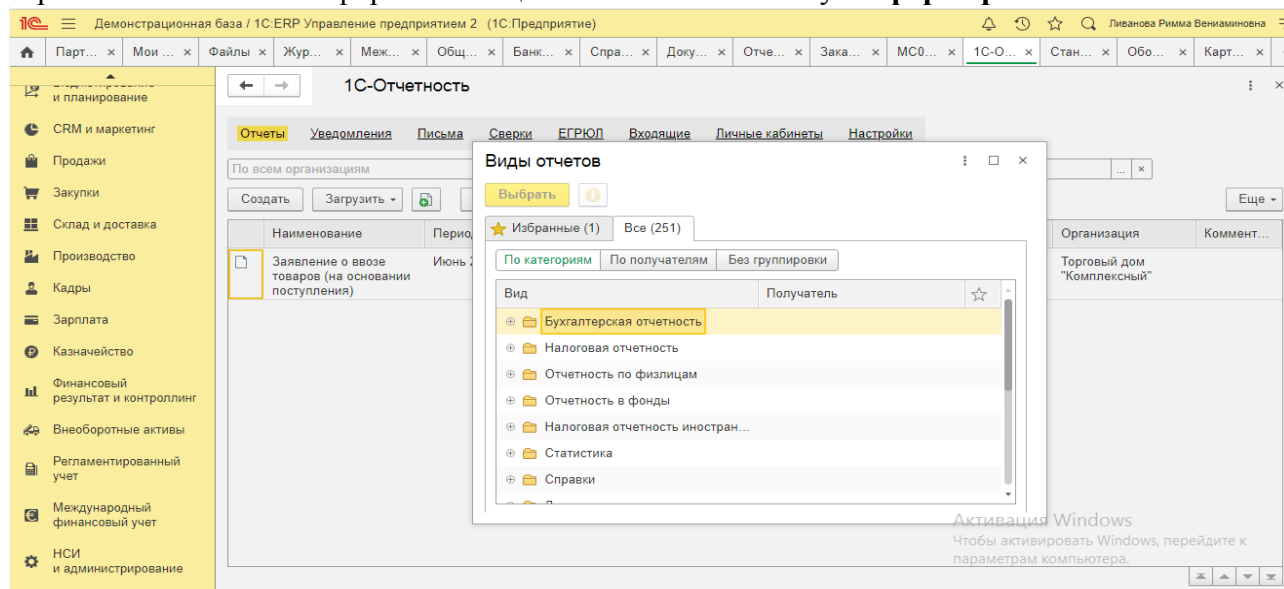 1С Демонстрационная база / 1С:ERP Управление предприятием 2 (1С:Предприятие) Ливанова Римма Вениаминовна
Парт... × Мои ... × Файлы × Жур... × Меж... × Общ... × Банк... × Спра... × Доку... × Отче... × Зака... × МС0... × 1С-О... × Стан... × Обо... × Карт... ×
и планирование
CRM и маркетинг
Продажи
Закупки
Склад и доставка
Производство
Кадры
Зарплата
Казначейство
Финансовый
результат и контроллинг
Внеоборотные активы
Регламентированный
учет
Международный
финансовый учет
НСИ
и администрирование
1С-Отчетность
Отчеты Уведомления Письма Сверки ЕГРЮЛ Входящие Личные кабинеты Настройки
По всем организациям ... ×
Создать Загрузить Еще
Наименование Перио Организация Коммент...
Заявление о ввозе
товаров (на основании
поступления)
Июнь
Торговый дом
"Комплексный"
Виды отчетов
Выбрать
Избранные (1) Все (251)
По категориям По получателям Без группировки
Вид Получатель
Бухгалтерская отчетность
Налоговая отчетность
Отчетность по физлицам
Отчетность в фонды
Налоговая отчетность иностран...
Статистика
Справки
Активация Windows
Чтобы активировать Windows, перейдите к
параметрам компьютера.